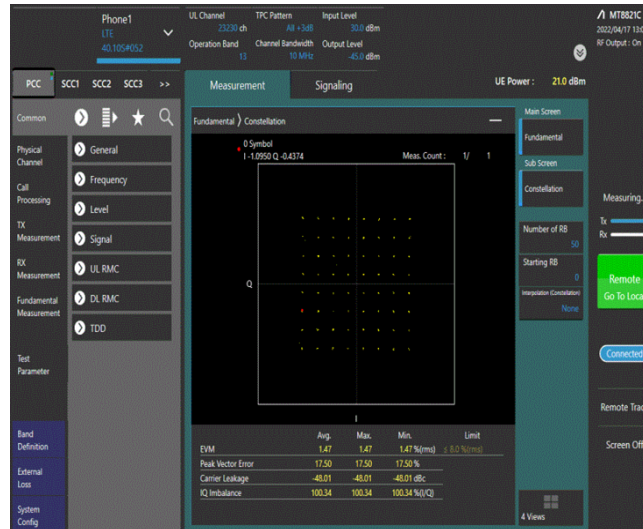 Phone1
LTE
40.10S#052
UL Channel TPC Pattern Input Level
23230 ch All +3dB 30.0 dBm
Operation Band Channel Bandwidth Output Level
13 10 MHz -45.0 dBm
MT8821C
2022/04/17 13:0
RF Output : On
PCC SCC1 SCC2 SCC3 >>
Measurement Signaling
UE Power : 21.0 dBm
Common
Physical Channel
Call Processing
TX Measurement
RX Measurement
Fundamental Measurement
Test Parameter
Band Definition
External Loss
System Config
General
Frequency
Level
Signal
UL RMC
DL RMC
TDD
Fundamental Constellation
0 Symbol
I -1.0950 Q -0.4374 Meas. Count : 1/ 1
Q
I
Avg. Max. Min. Limit
EVM 1.47 1.47 1.47 %(rms) ≤ 8.0 %(rms)
Peak Vector Error 17.50 17.50 17.50 %
Carrier Leakage -48.01 -48.01 -48.01 dBc
IQ Imbalance 100.34 100.34 100.34 %(I/Q)
Main Screen
Fundamental
Sub Screen
Constellation
Number of RB
50
Starting RB
0
Interpolation (Constellation)
None
4 Views
Measuring.
Tx
Rx
Remote
Go To Loca
Connected
Remote Trac
Screen Off